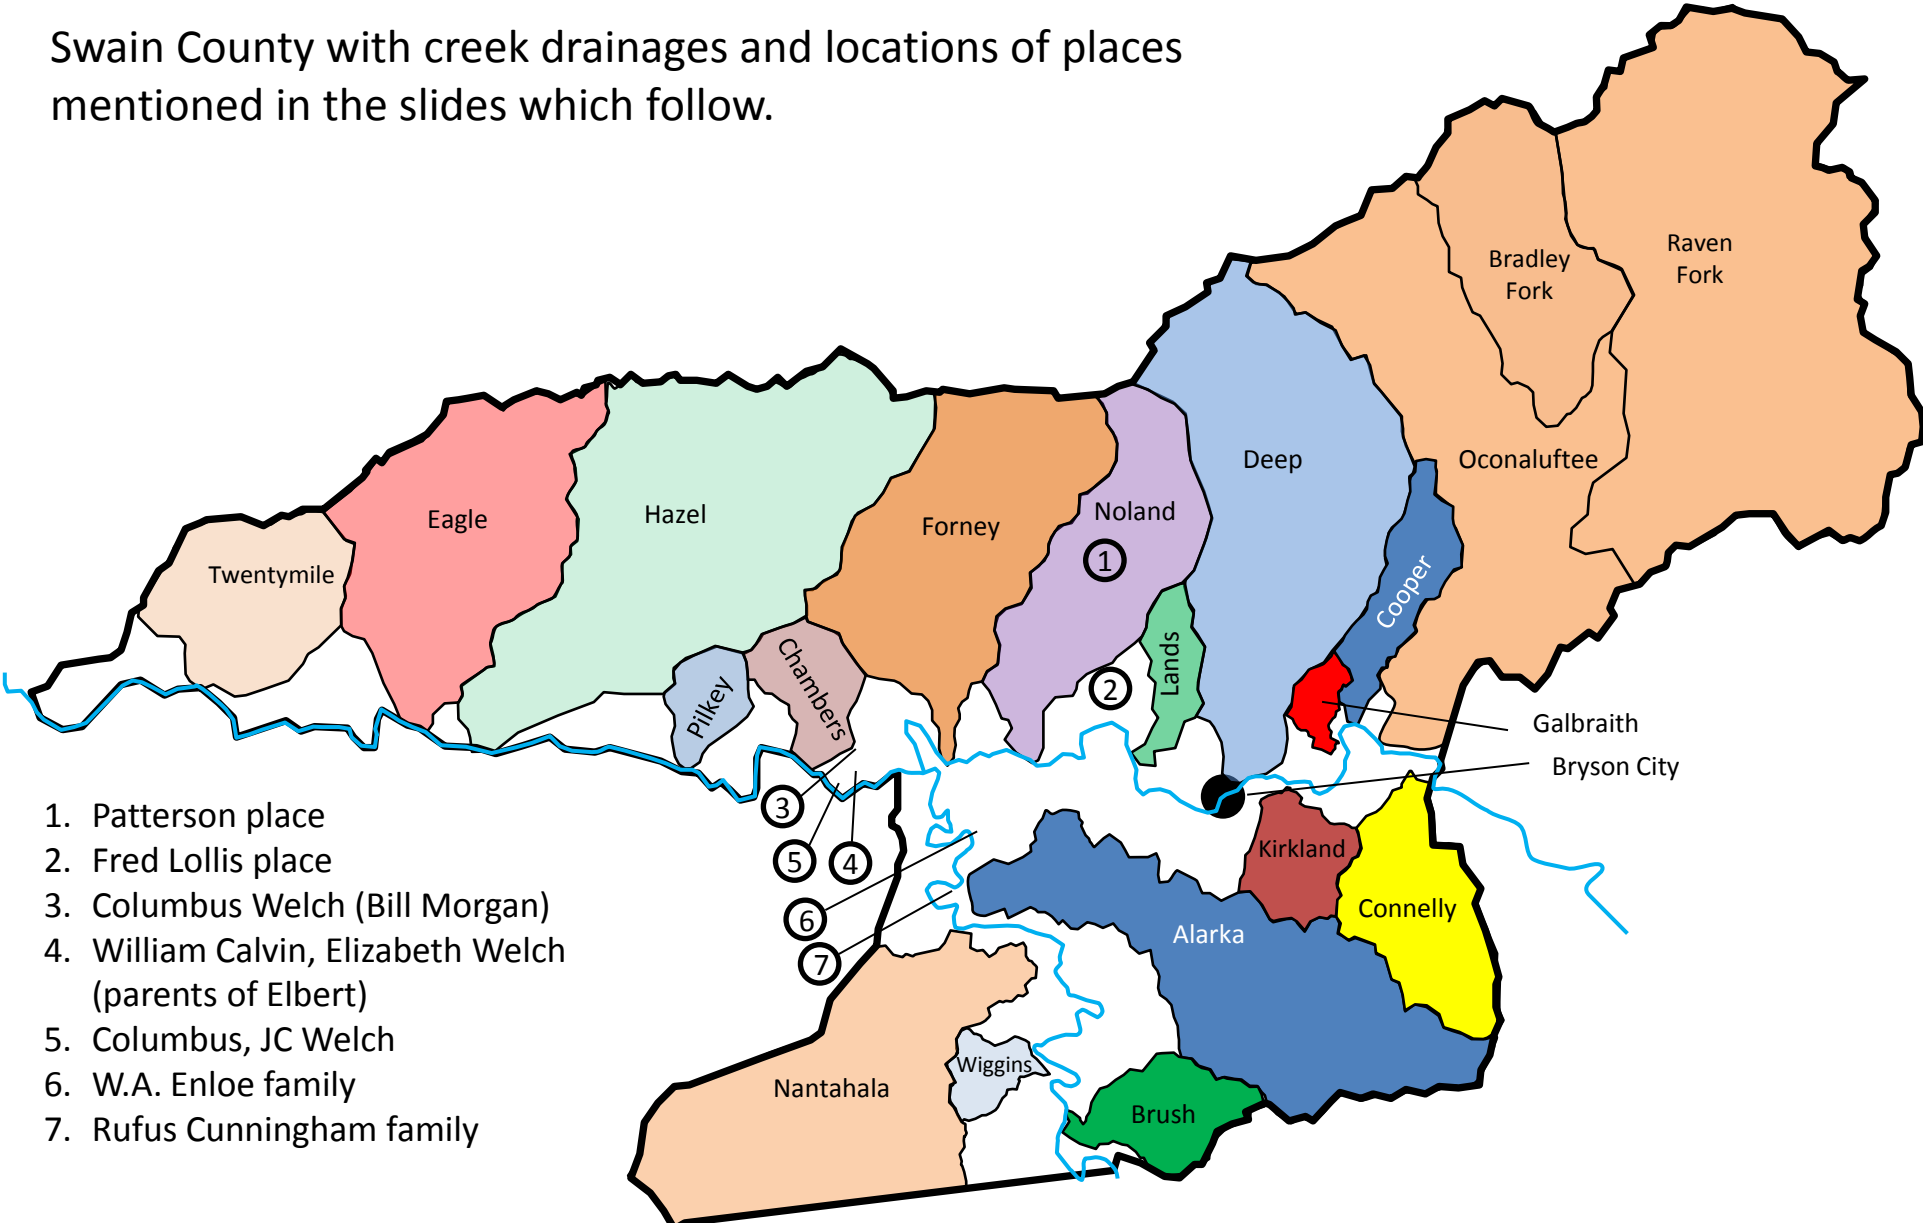 Swain County with creek drainages and locations of places
mentioned in the slides which follow.
Raven
Fork
Bradley
Fork
Deep
Oconaluftee
Noland
1
Hazel
Eagle
Forney
Twentymile
Cooper
Lands
Chambers
2
Pilkey
Galbraith
Bryson City
3
5
4
6
7
Kirkland
Connelly
Alarka
Wiggins
Nantahala
Brush
1. Patterson place
2. Fred Lollis place
3. Columbus Welch (Bill Morgan)
4. William Calvin, Elizabeth Welch
(parents of Elbert)
5. Columbus, JC Welch
6. W.A. Enloe family
7. Rufus Cunningham family